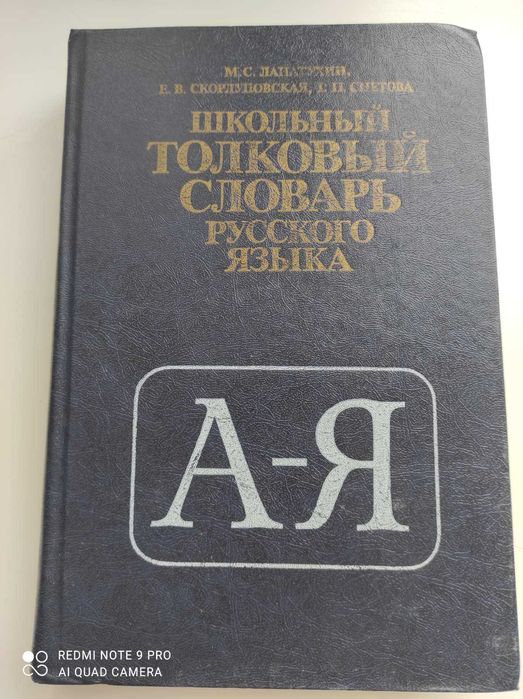 М.С. ЛАПАТУХИН,
Е.В. СКОРЛУПОВСКАЯ, Г.П. СНЕТОВА
ШКОЛЬНЫЙ
ТОЛКОВЫЙ
СЛОВАРЬ
РУССКОГО
ЯЗЫКА
А-Я
REDMI NOTE 9 PRO
AI QUAD CAMERA